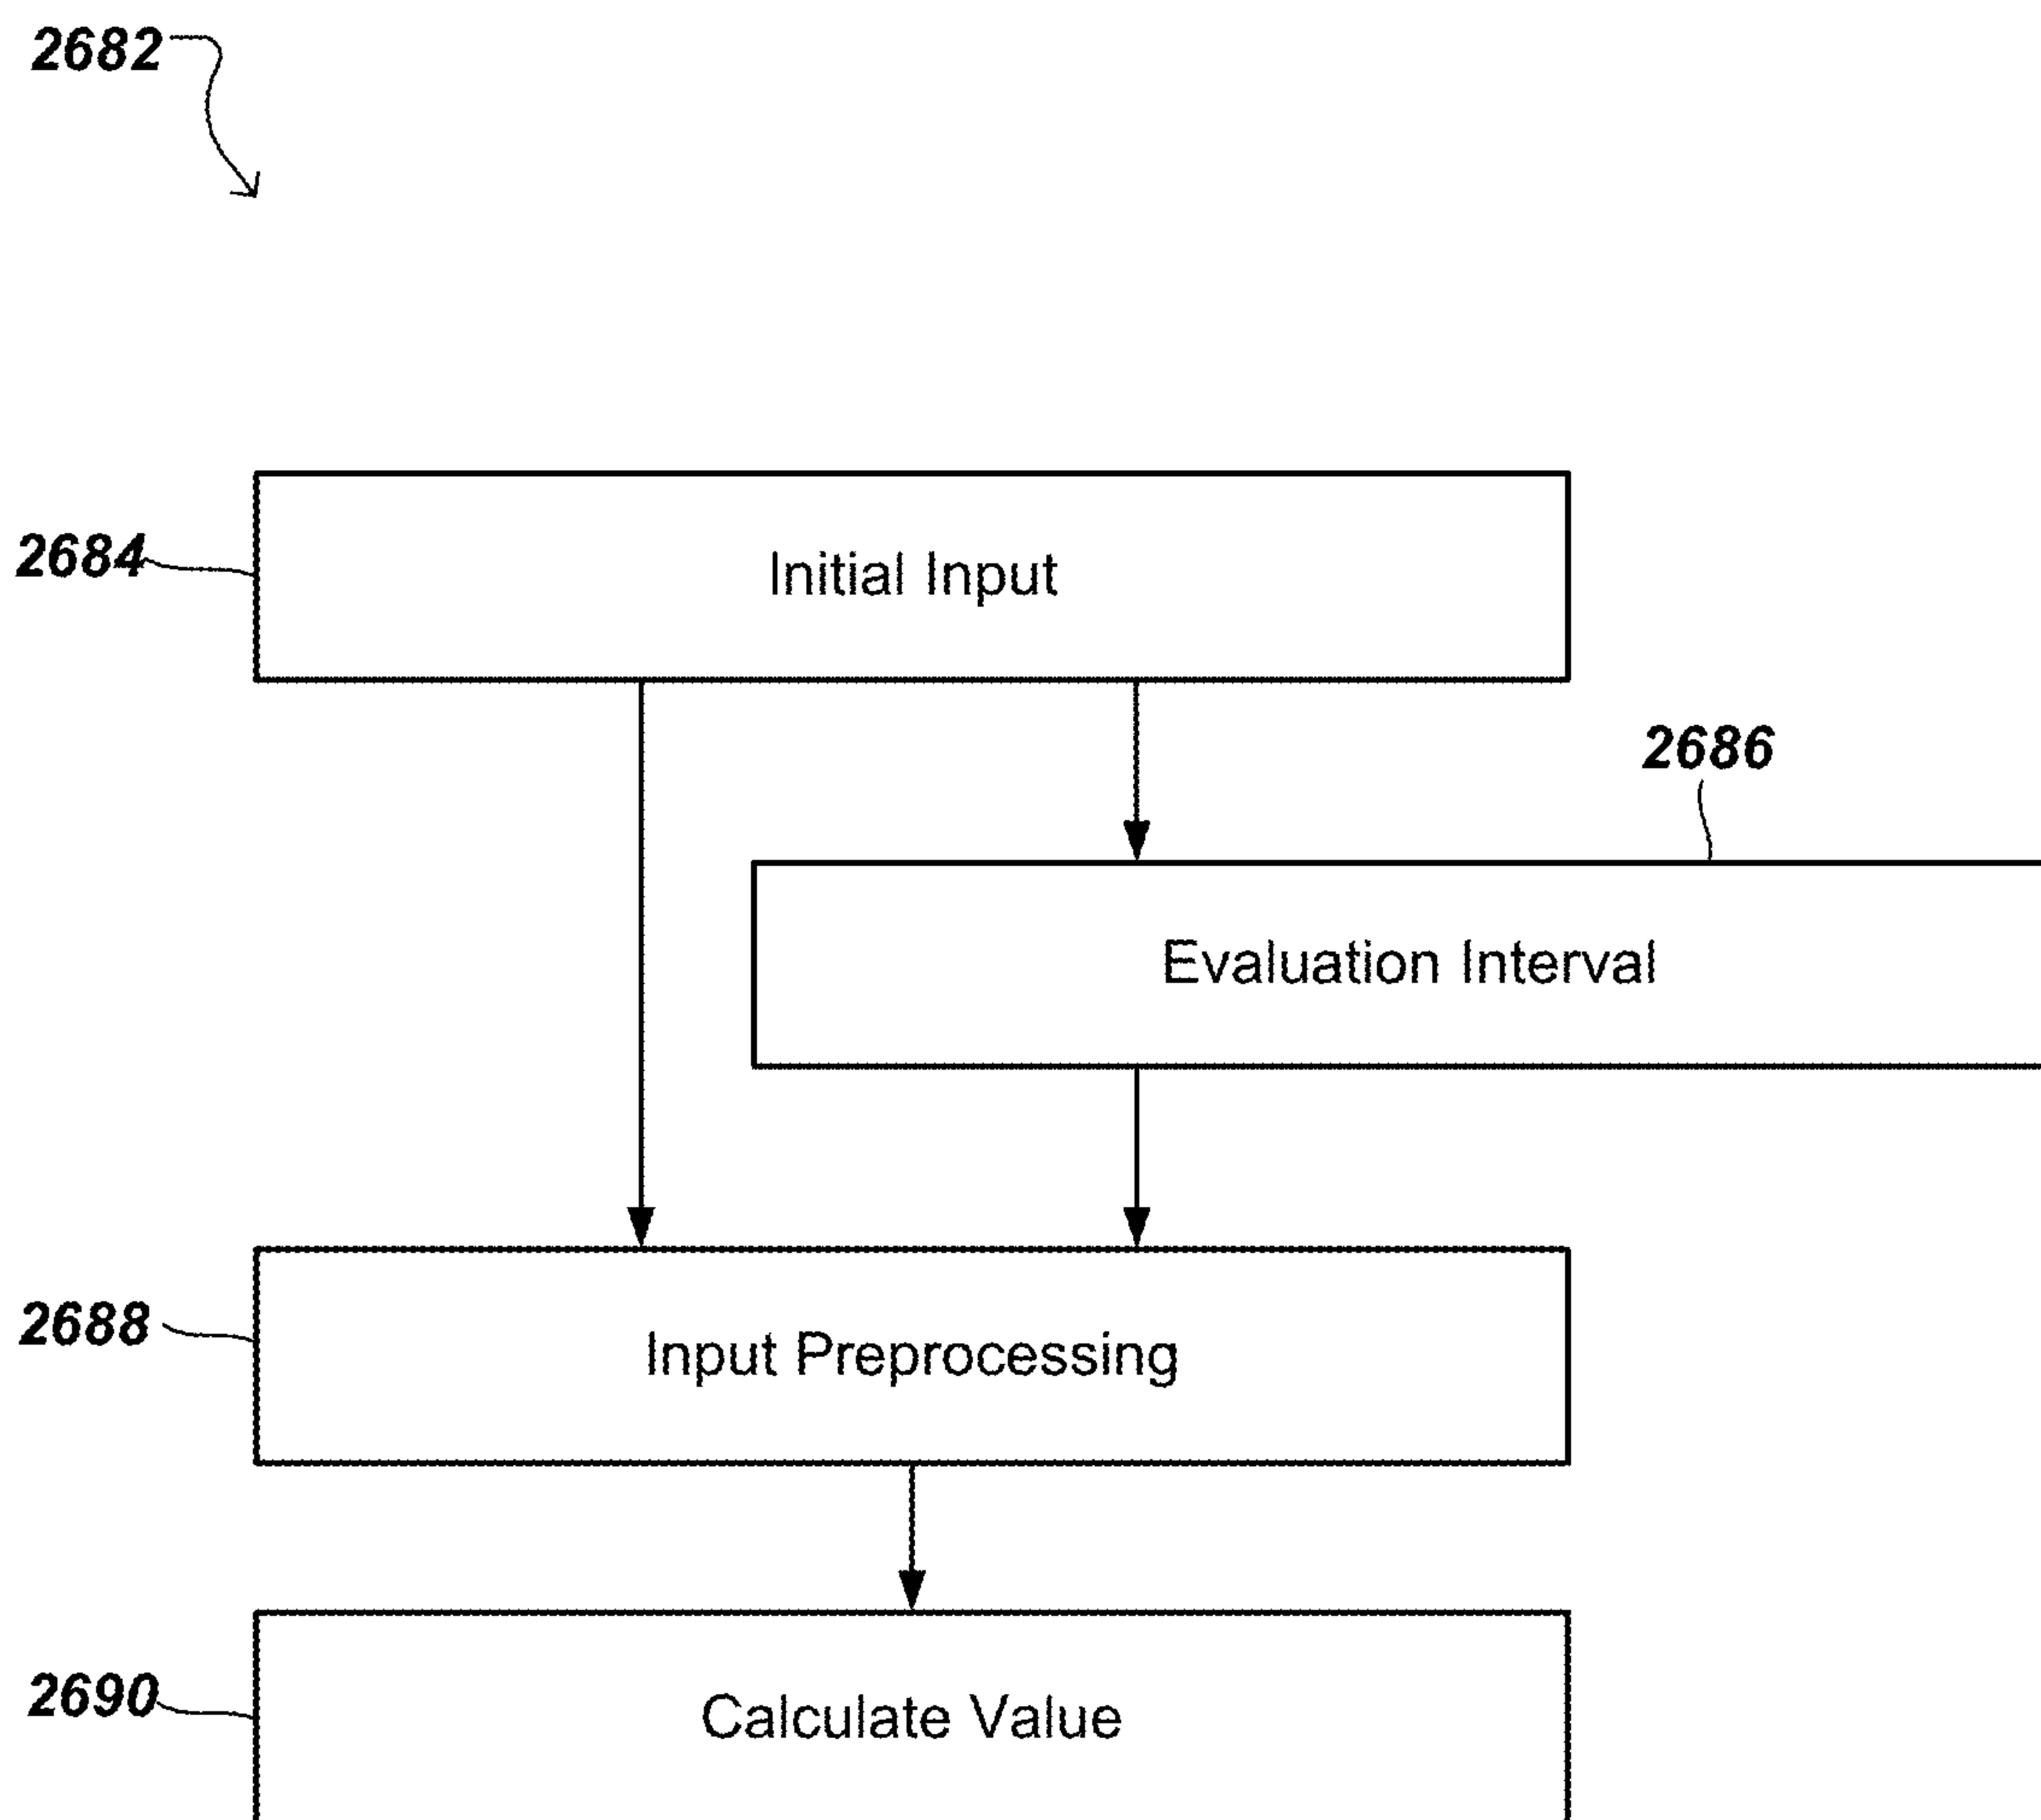 2682
2684
Initial Input
2686
Evaluation Interval
2688
Input Preprocessing
2690
Calculate Value